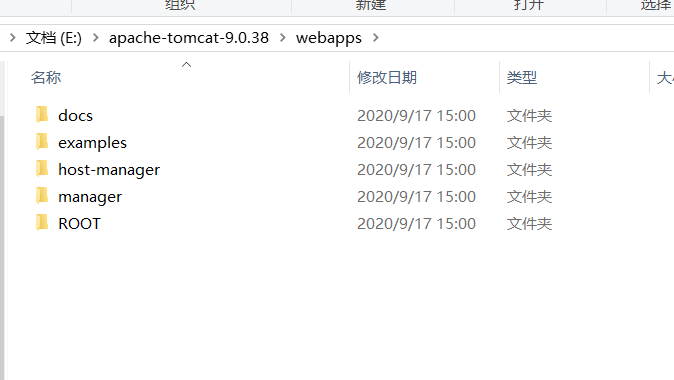 组织 新建 打开 选择
文档 (E:) apache-tomcat-9.0.38 webapps
名称 修改日期 类型
docs 2020/9/17 15:00 文件夹
examples 2020/9/17 15:00 文件夹
host-manager 2020/9/17 15:00 文件夹
manager 2020/9/17 15:00 文件夹
ROOT 2020/9/17 15:00 文件夹